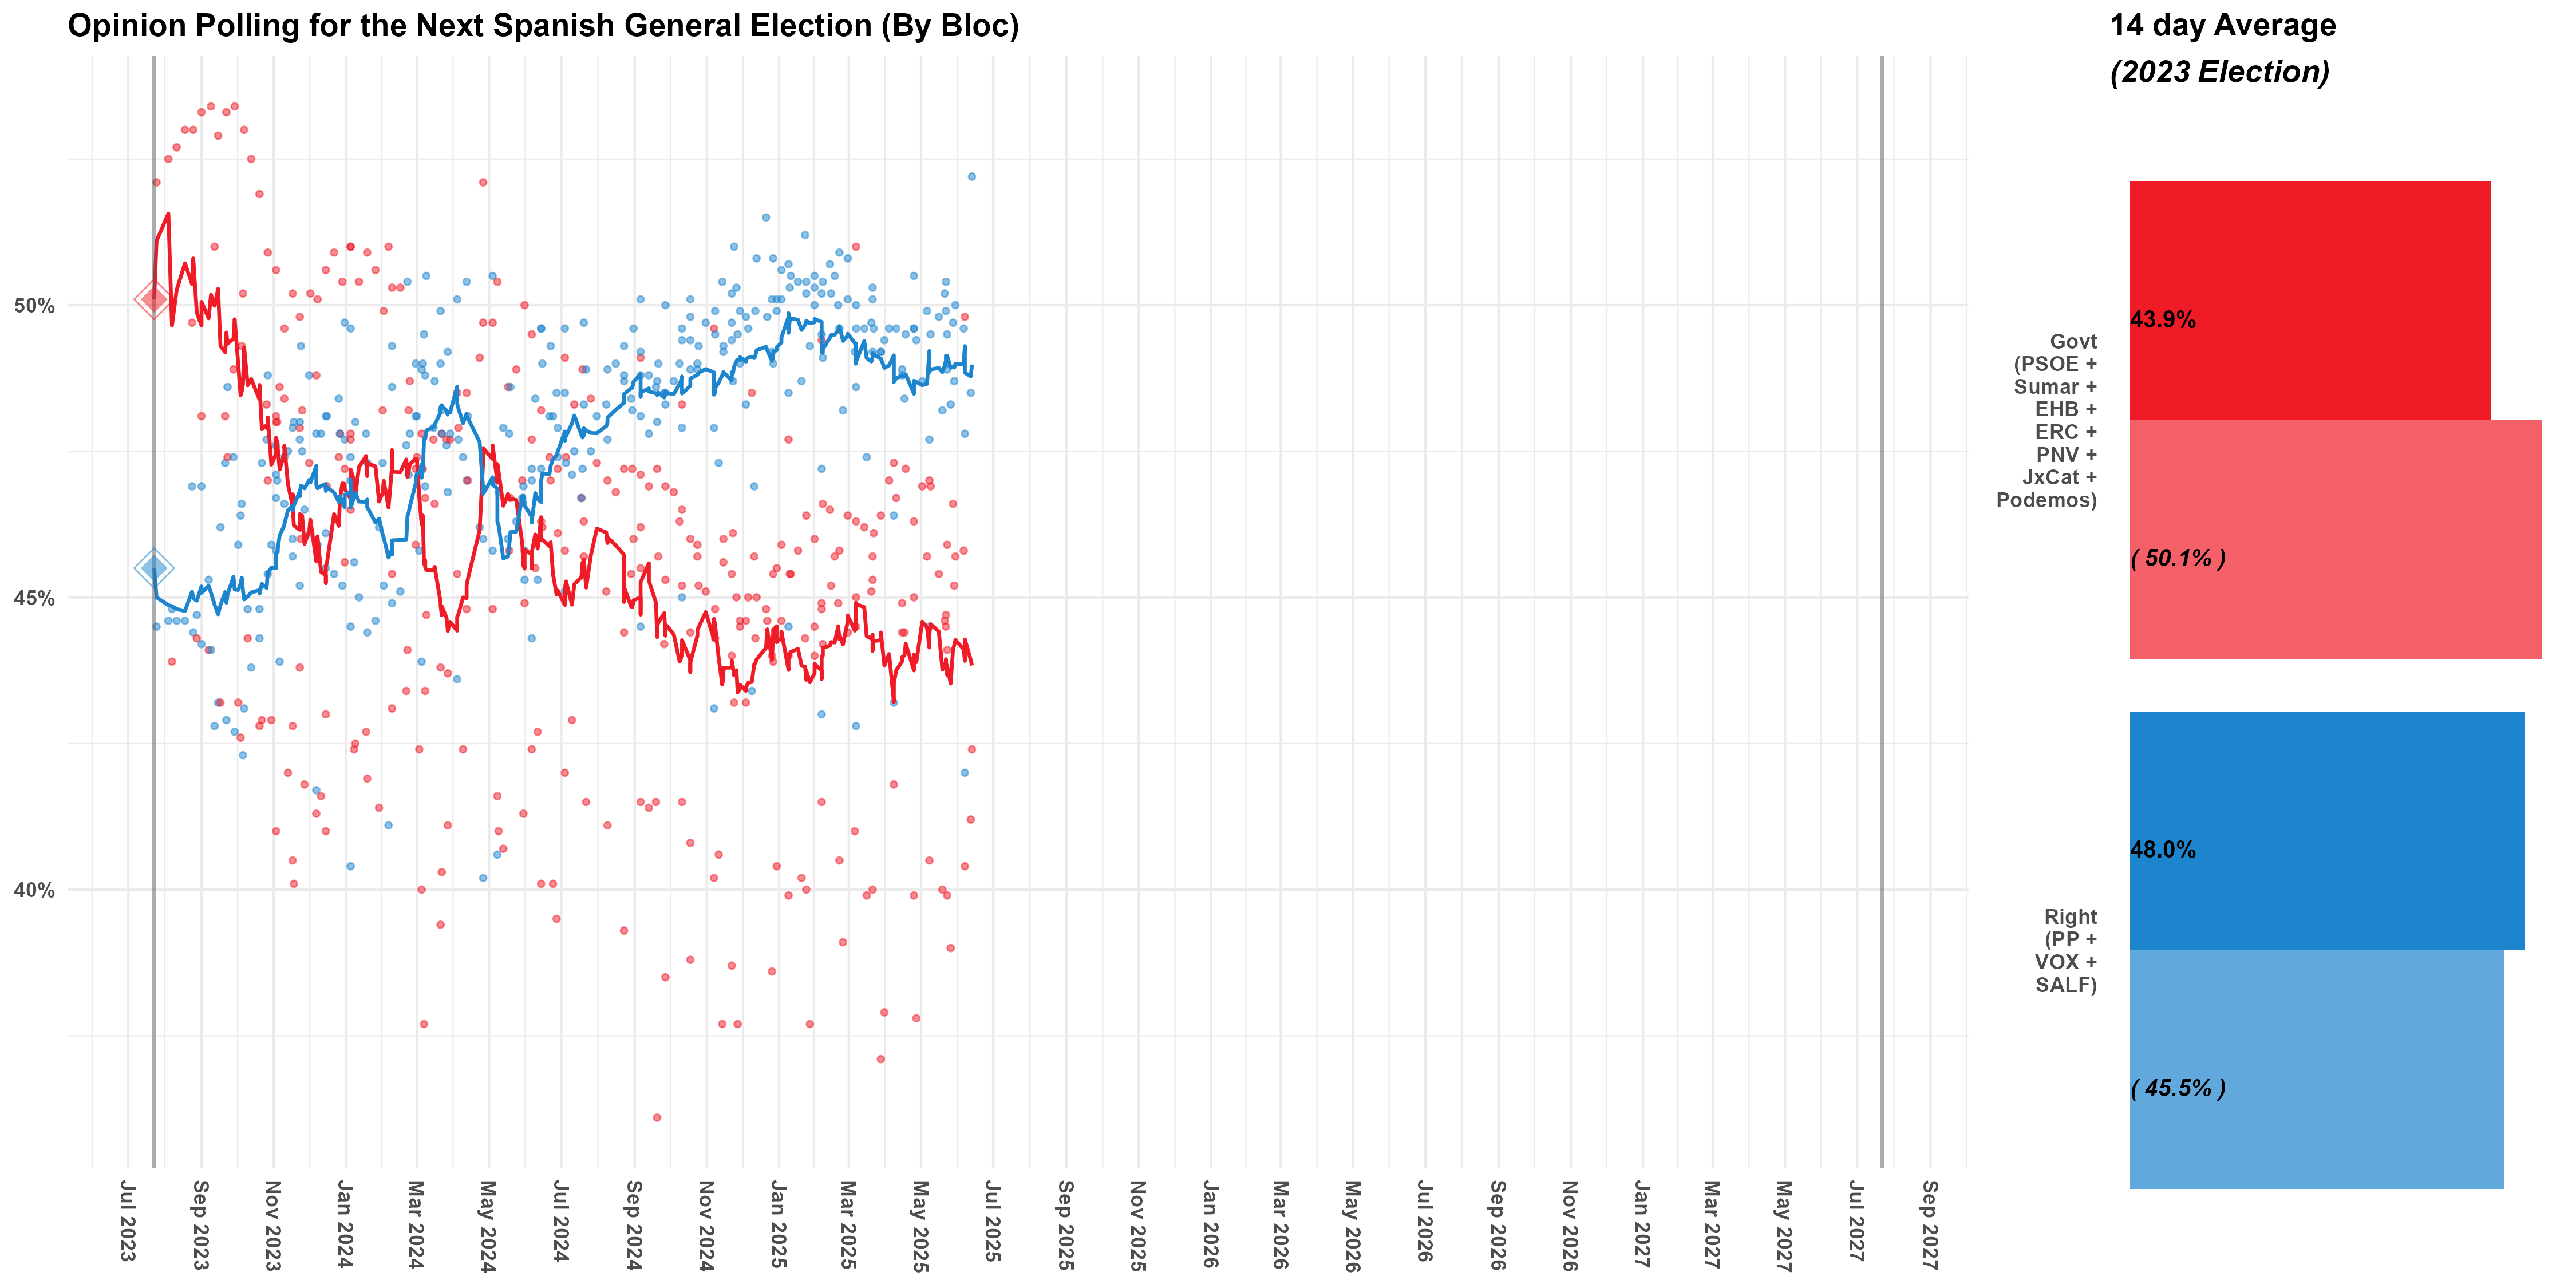 Opinion Polling for the Next Spanish General Election (By Bloc)
14 day Average
(2023 Election)
50%
45%
40%
Jul 2023
Sep 2023
Nov 2023
Jan 2024
Mar 2024
May 2024
Jul 2024
Sep 2024
Nov 2024
Jan 2025
Mar 2025
May 2025
Jul 2025
Sep 2025
Nov 2025
Jan 2026
Mar 2026
May 2026
Jul 2026
Sep 2026
Nov 2026
Jan 2027
Mar 2027
May 2027
Jul 2027
Sep 2027
Govt
(PSOE +
Sumar +
EHB +
ERC +
PNV +
JxCat +
Podemos)
43.9%
( 50.1% )
Right
(PP +
VOX +
SALF)
48.0%
( 45.5% )